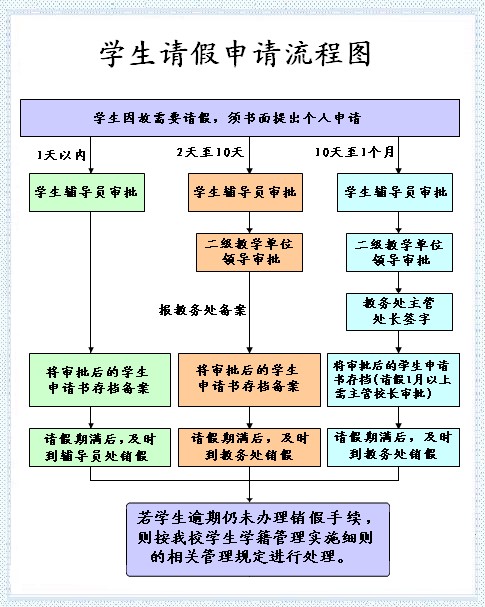 学生请假申请流程图
学生因故需要请假，须书面提出个人申请
1天以内
2天至10天
10天至1个月
学生辅导员审批
学生辅导员审批
学生辅导员审批
二级教学单位
领导审批
二级教学单位
领导审批
报教务处备案
教务处主管
处长签字
将审批后的学生
申请书存档备案
将审批后的学生
申请书存档备案
将审批后的学生申请
书存档(请假1月以上
需主管校长审批)
请假期满后,及时
到辅导员处销假
请假期满后，及时
到教务处销假
请假期满后，及时
到教务处销假
若学生逾期仍未办理销假手续，
则按我校学生学籍管理实施细则
的相关管理规定进行处理。